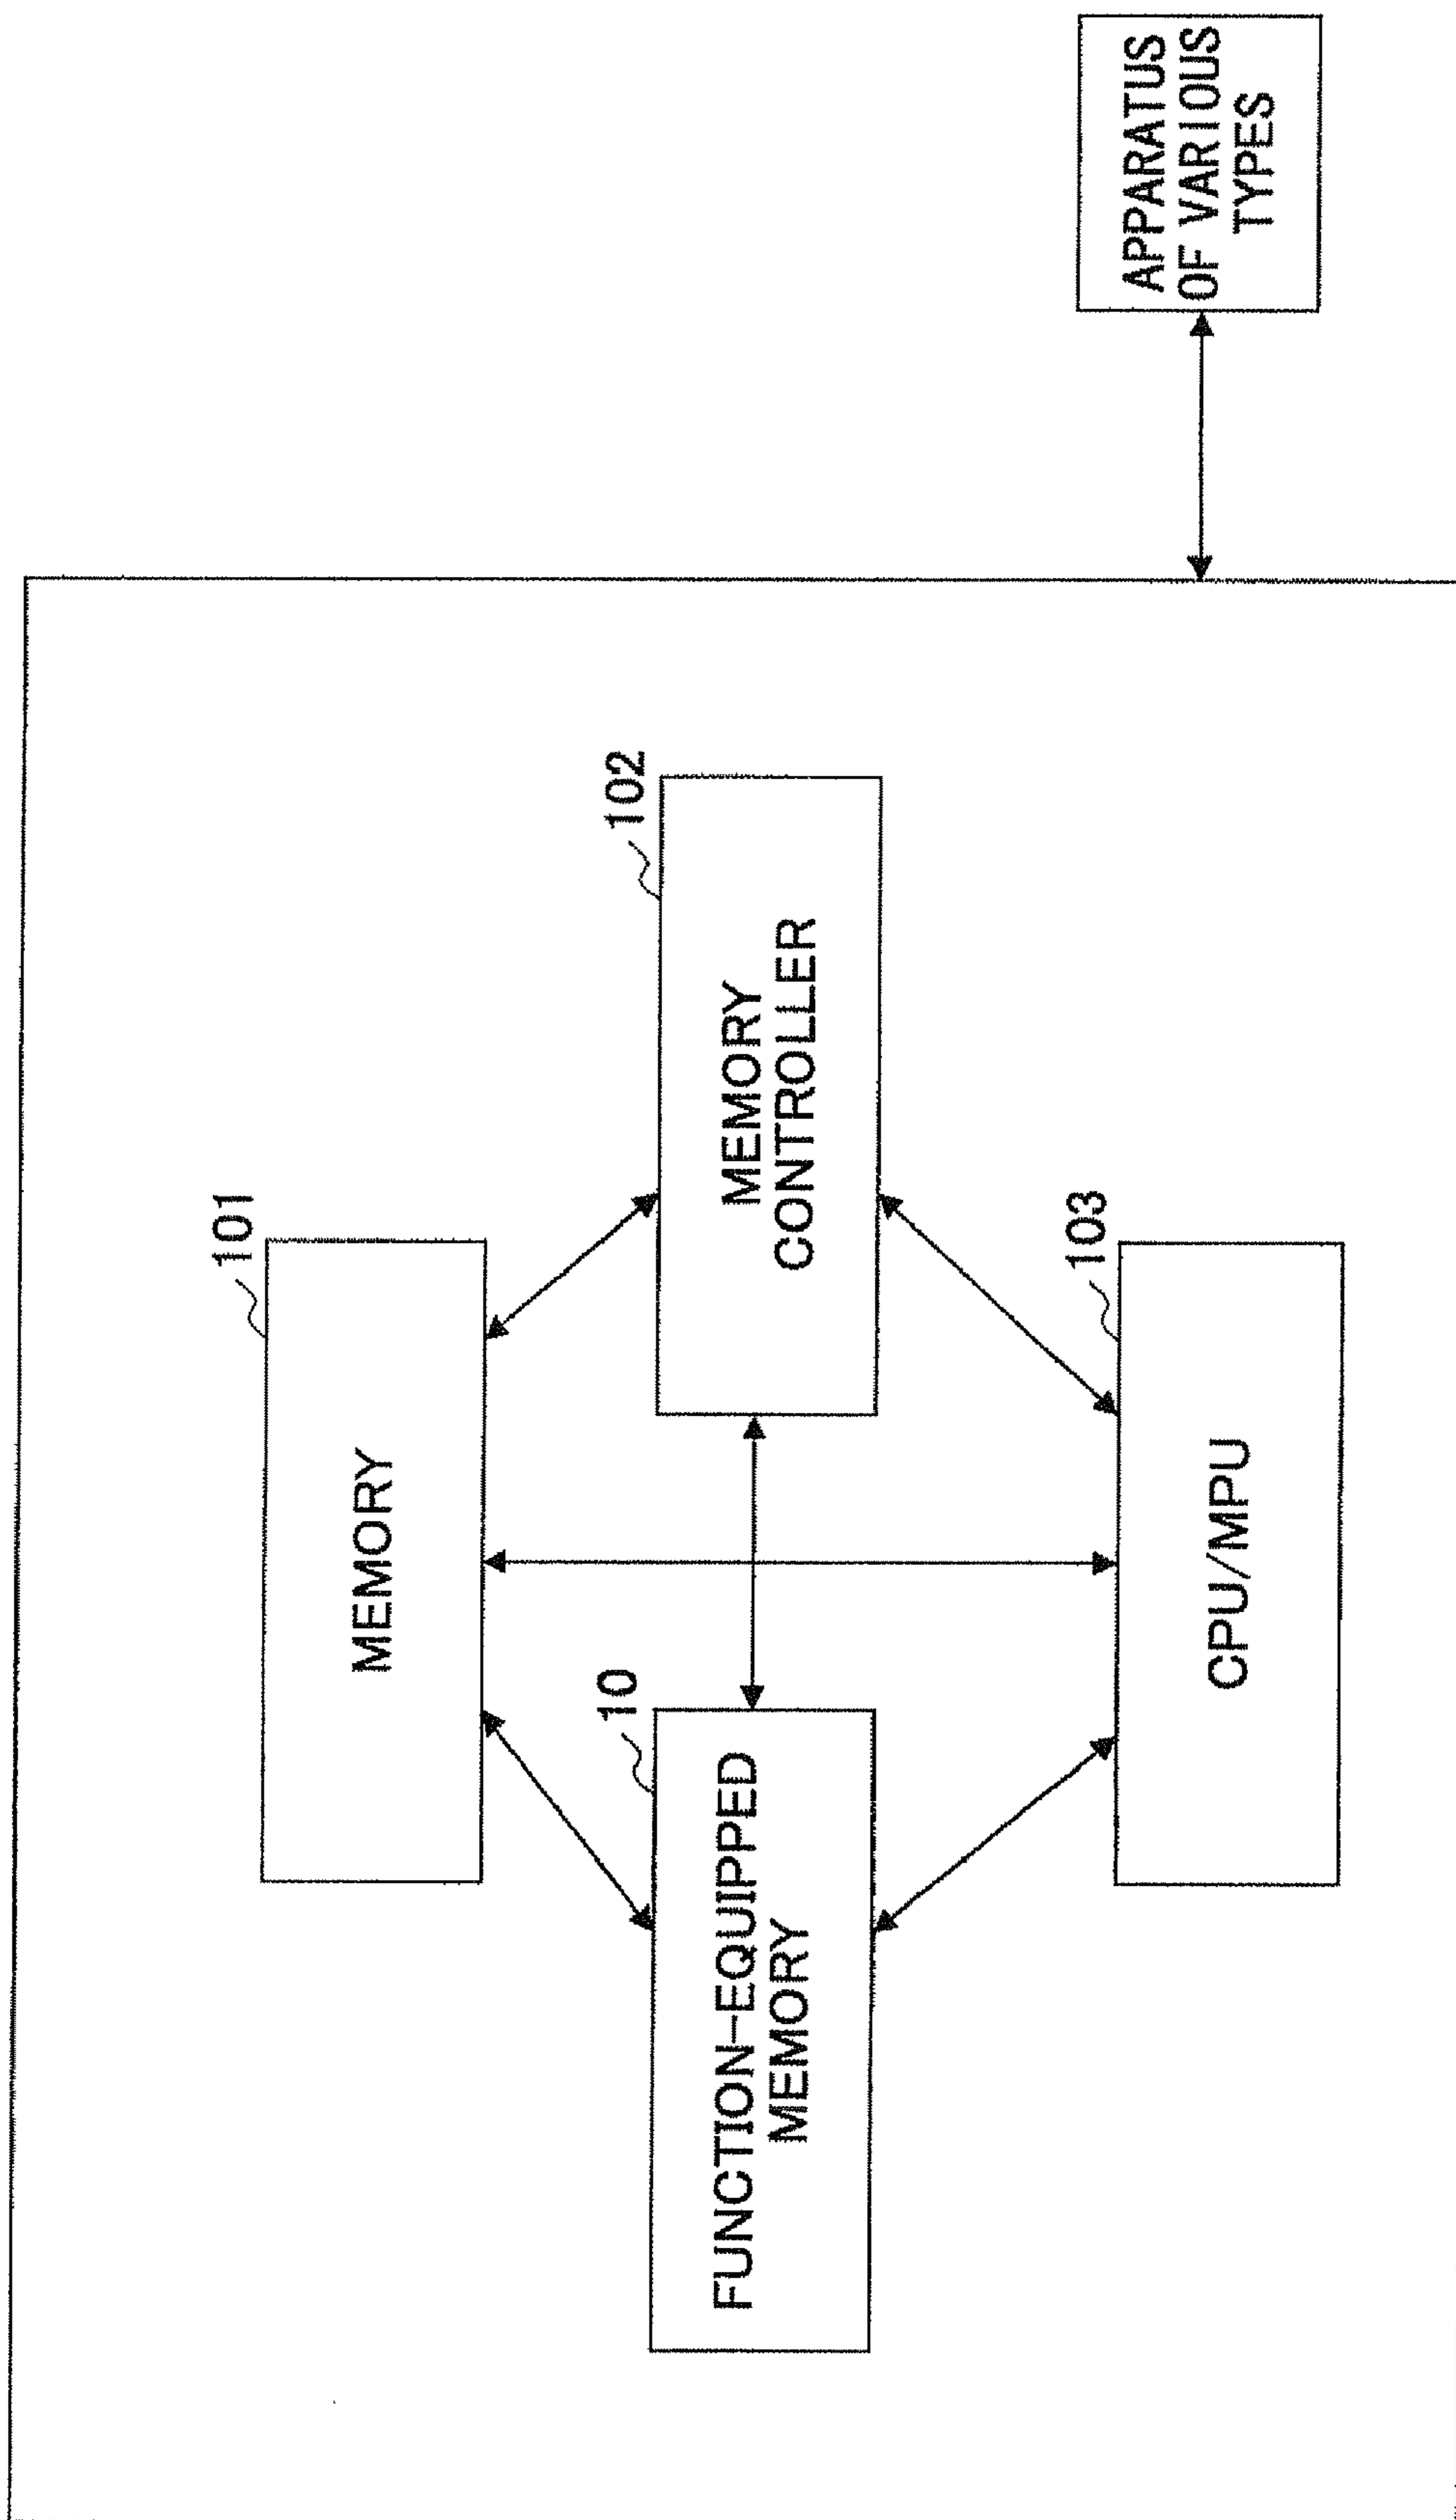 101
MEMORY
10
FUNCTION-EQUIPPED
MEMORY
102
MEMORY
CONTROLLER
103
CPU/MPU
APPARATUS
OF VARIOUS
TYPES